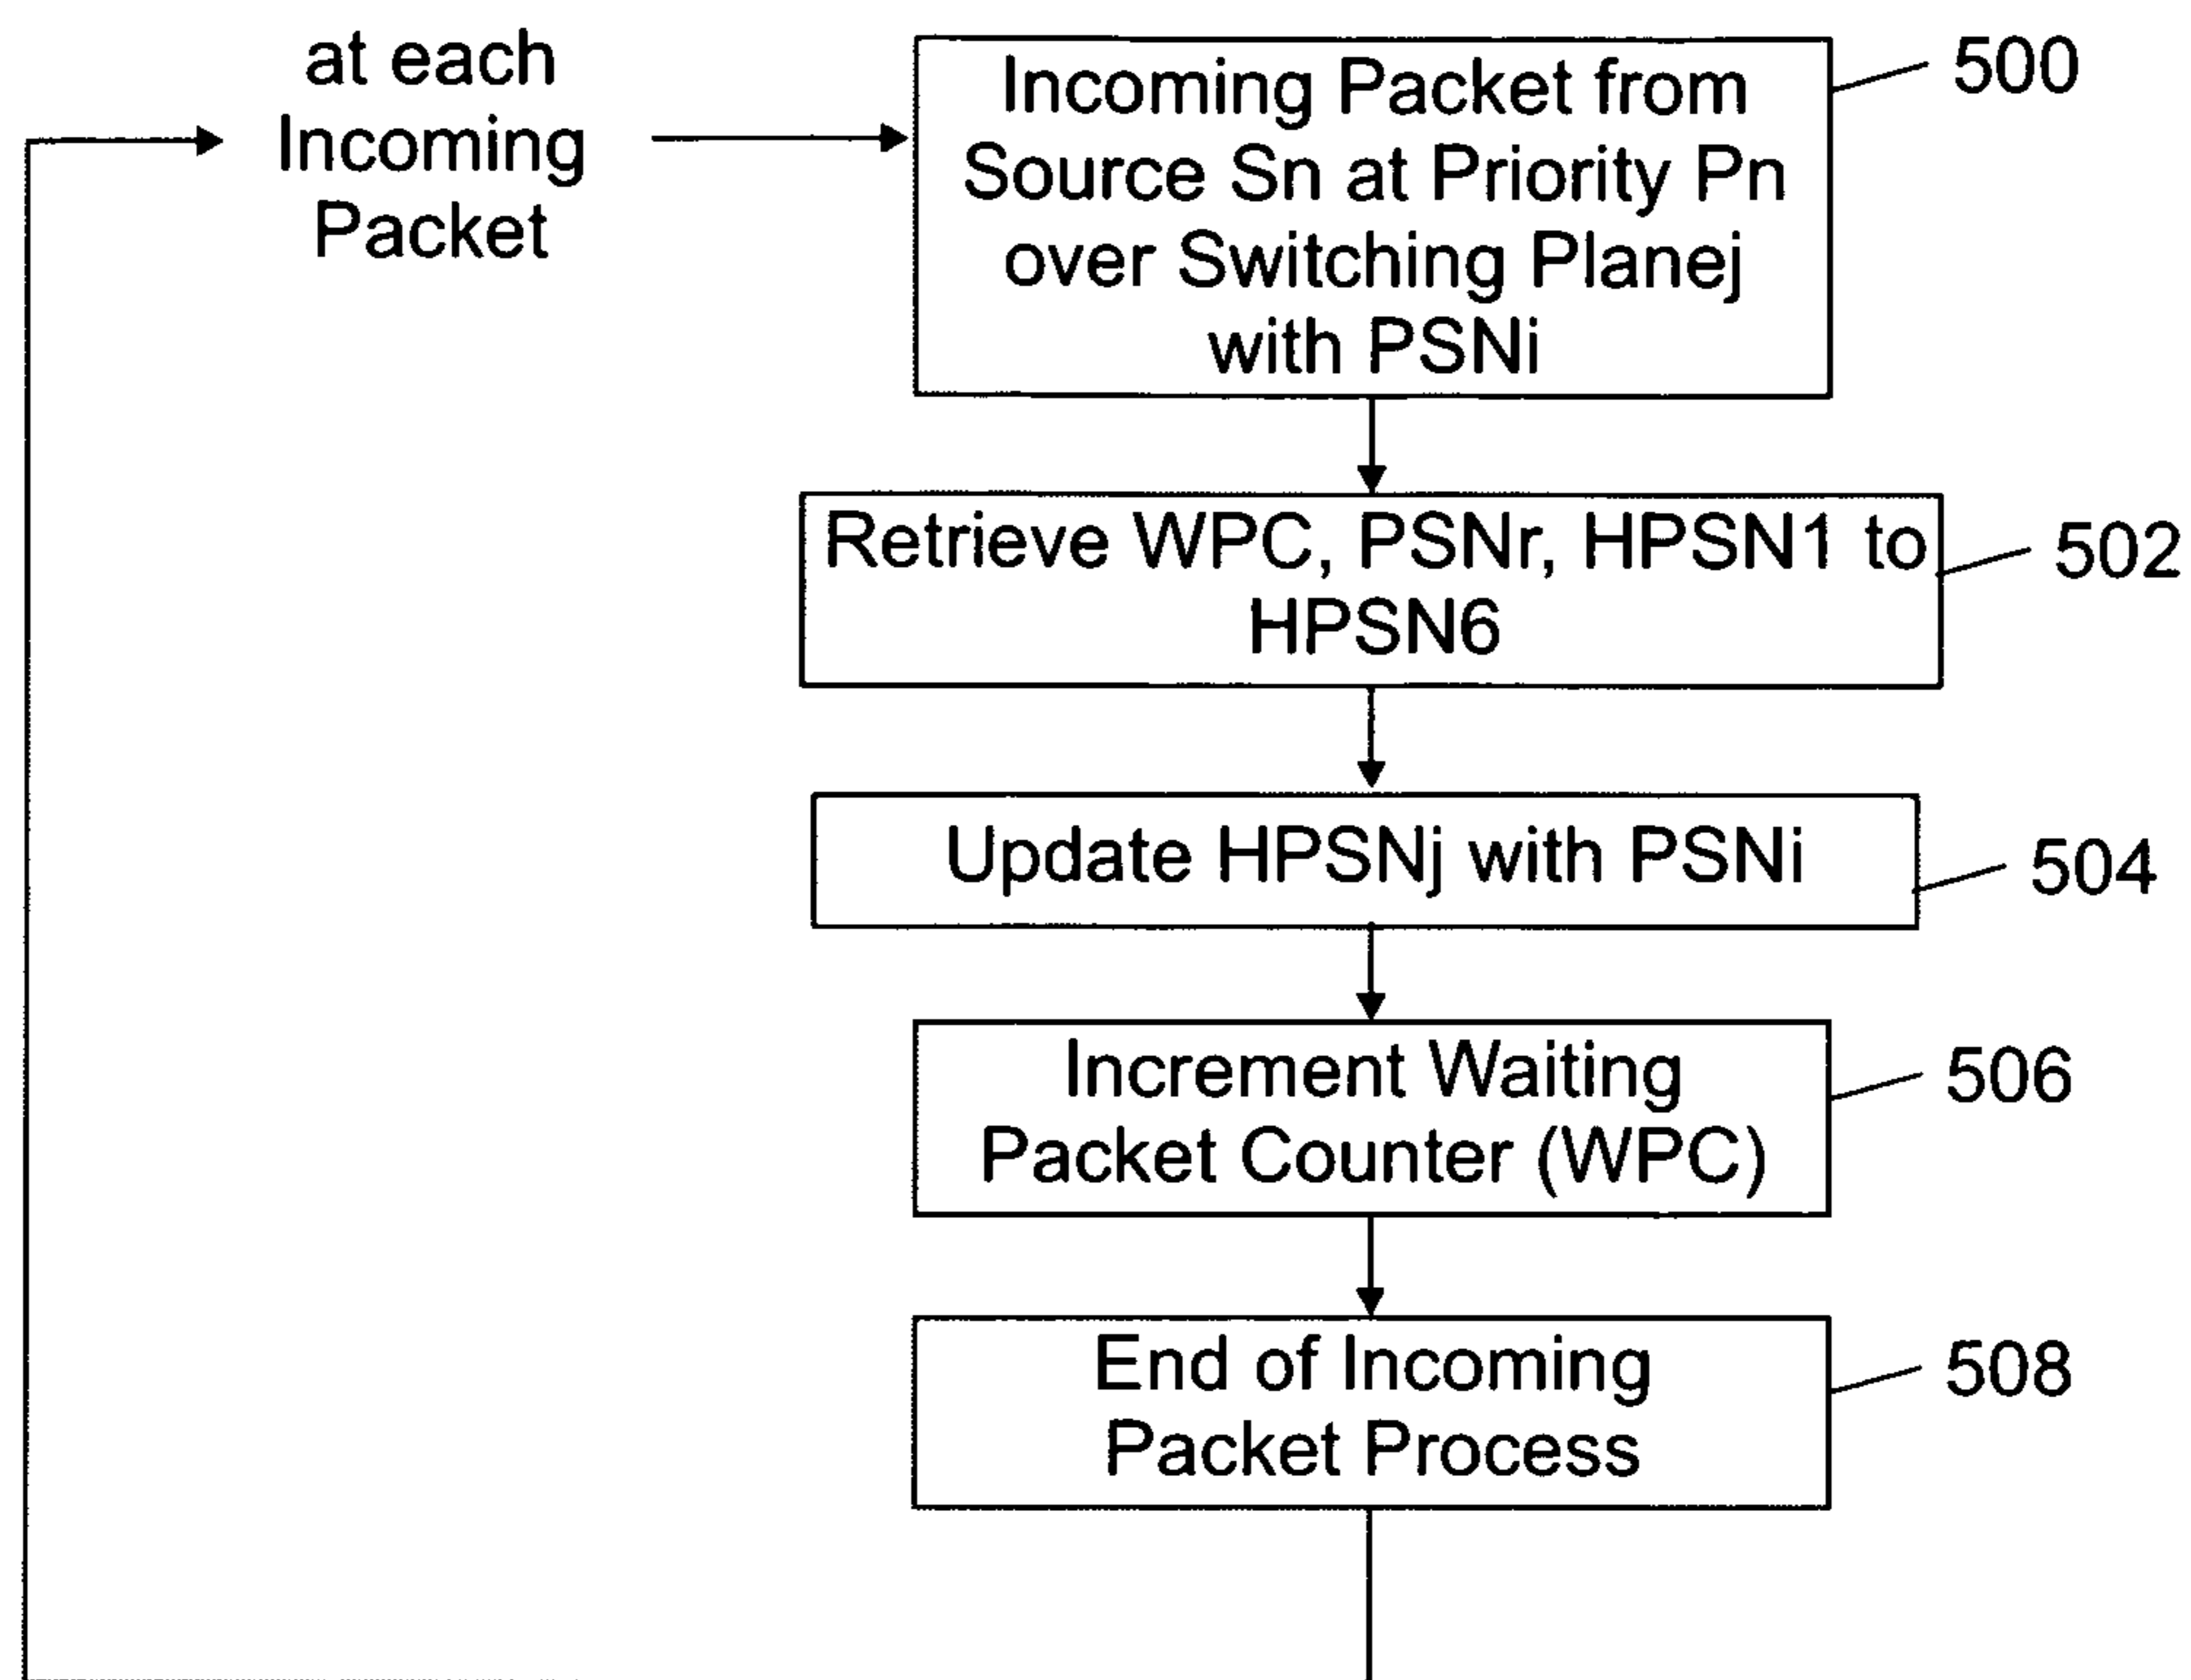 at each
Incoming
Packet
Incoming Packet from
Source Sn at Priority Pn
over Switching Planej
with PSNi
500
Retrieve WPC, PSNr, HPSN1 to
HPSN6
502
Update HPSNj with PSNi
504
Increment Waiting
Packet Counter (WPC)
506
End of Incoming
Packet Process
508